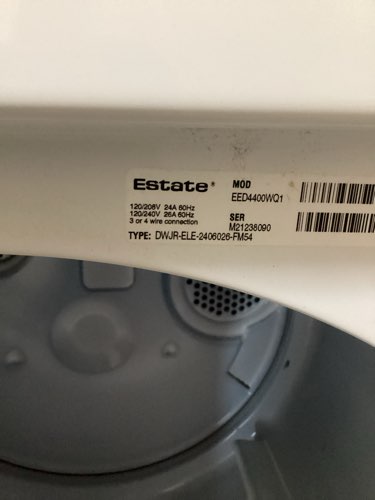 Estate®
MOD
EED4400WQ1
120/208V 24A 60Hz
120/240V 26A 60Hz
3 or 4 wire connection
SER
M21238090
TYPE: DWJR-ELE-2406026-FM54